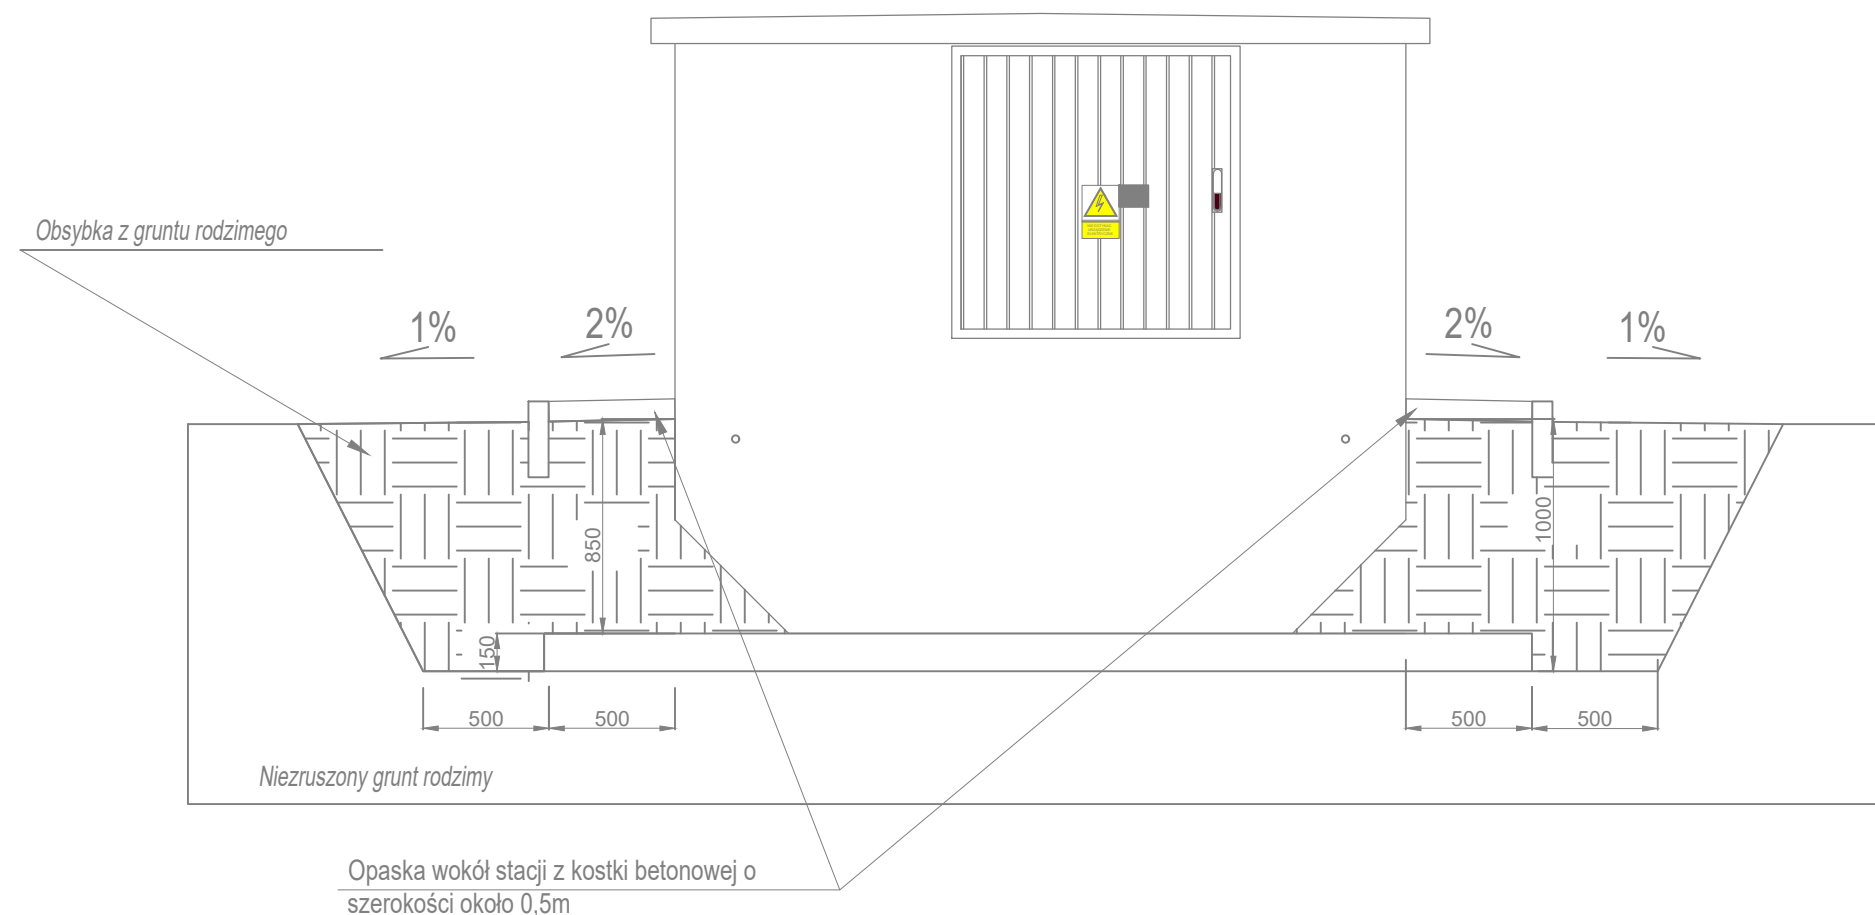 Obsybka z gruntu rodzimego
1%
2%
2%
1%
850
1000
150
500
500
500
500
Niezruszony grunt rodzimy
Opaska wokół stacji z kostki betonowej o
szerokości około 0,5m